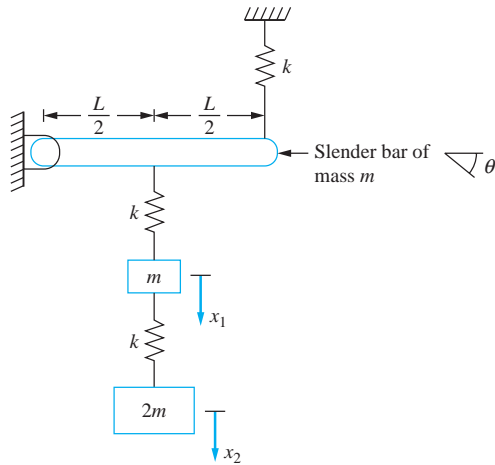 k
L/2 L/2
Slender bar of
mass m
θ
k
m
x₁
k
2m
x₂